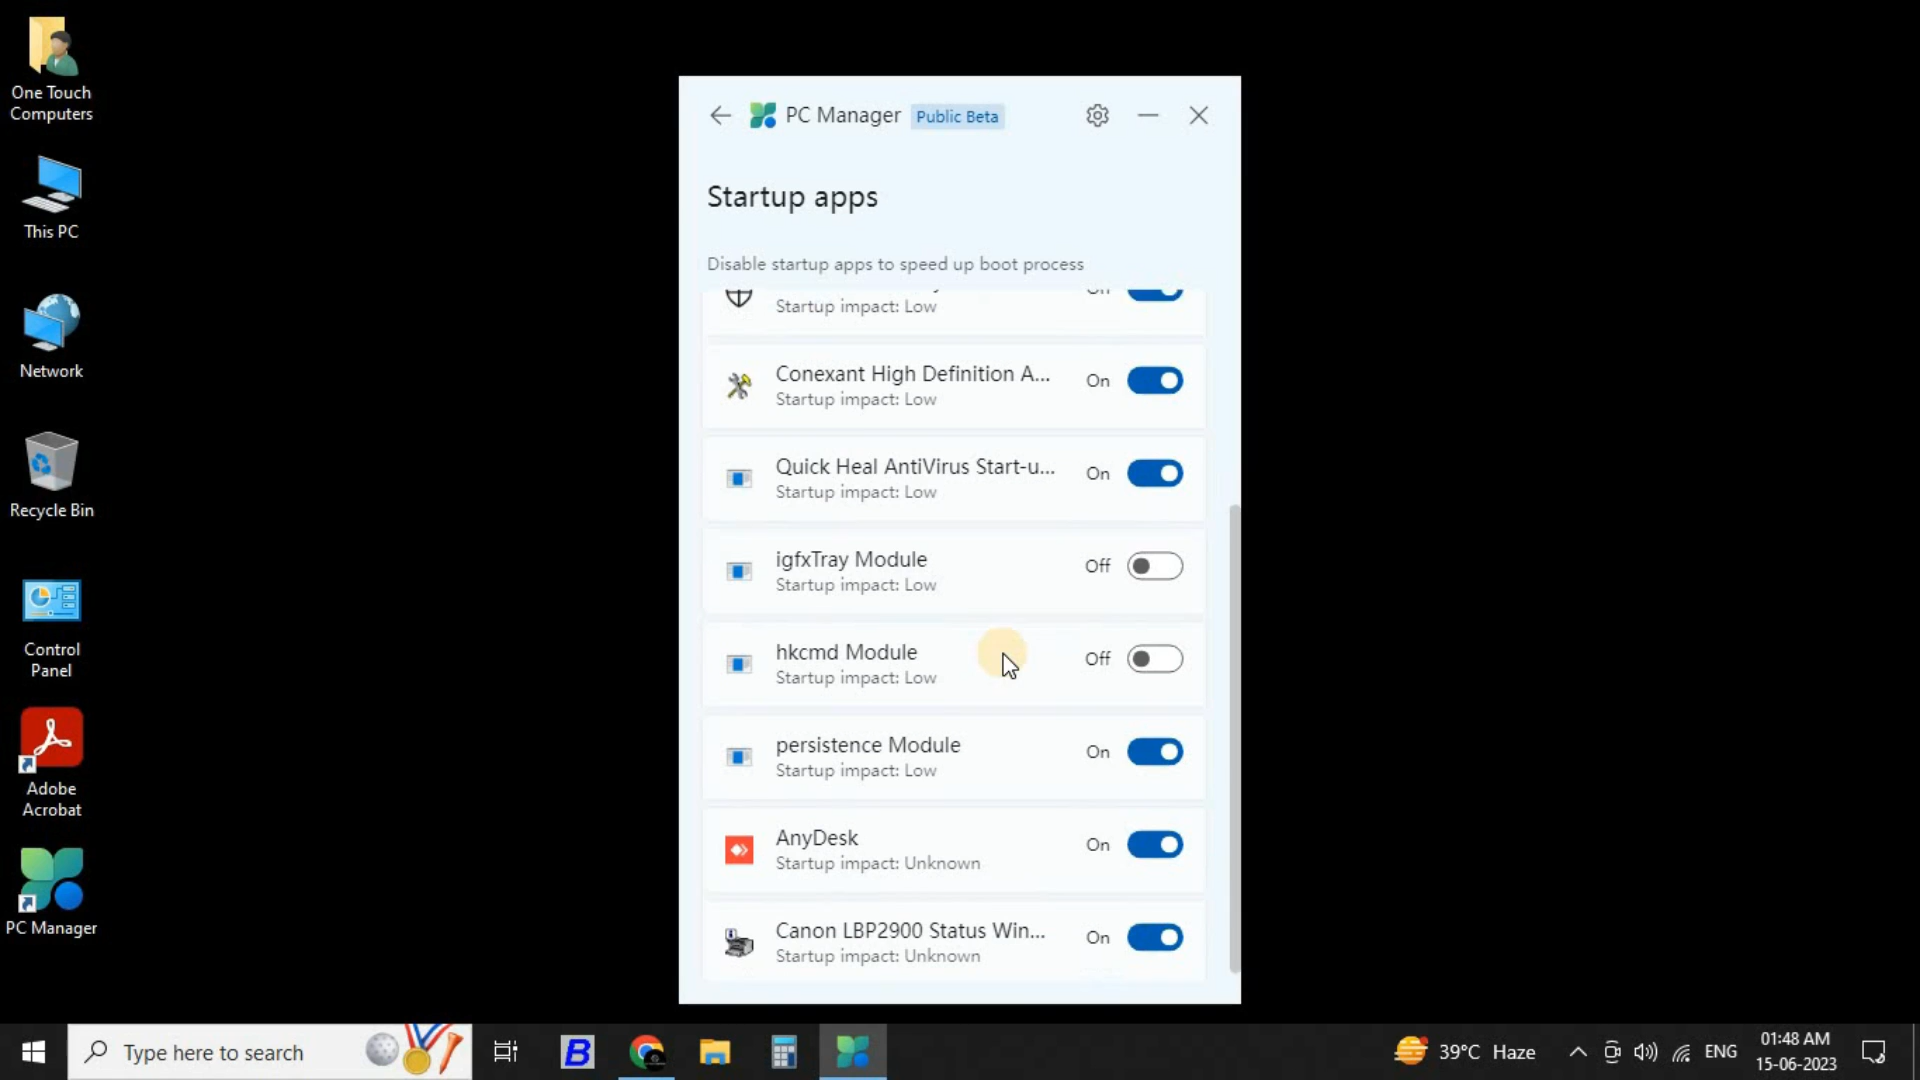 One Touch
Computers
This PC
Network
Recycle Bin
Control
Panel
Adobe
Acrobat
PC Manager
PC Manager Public Beta
Startup apps
Disable startup apps to speed up boot process
Startup impact: Low
Conexant High Definition A...
Startup impact: Low
On
Quick Heal AntiVirus Start-u...
Startup impact: Low
On
igfxTray Module
Startup impact: Low
Off
hkcmd Module
Startup impact: Low
Off
persistence Module
Startup impact: Low
On
AnyDesk
Startup impact: Unknown
On
Canon LBP2900 Status Win...
Startup impact: Unknown
On
Type here to search
B
39°C Haze
ENG
01:48 AM
15-06-2023